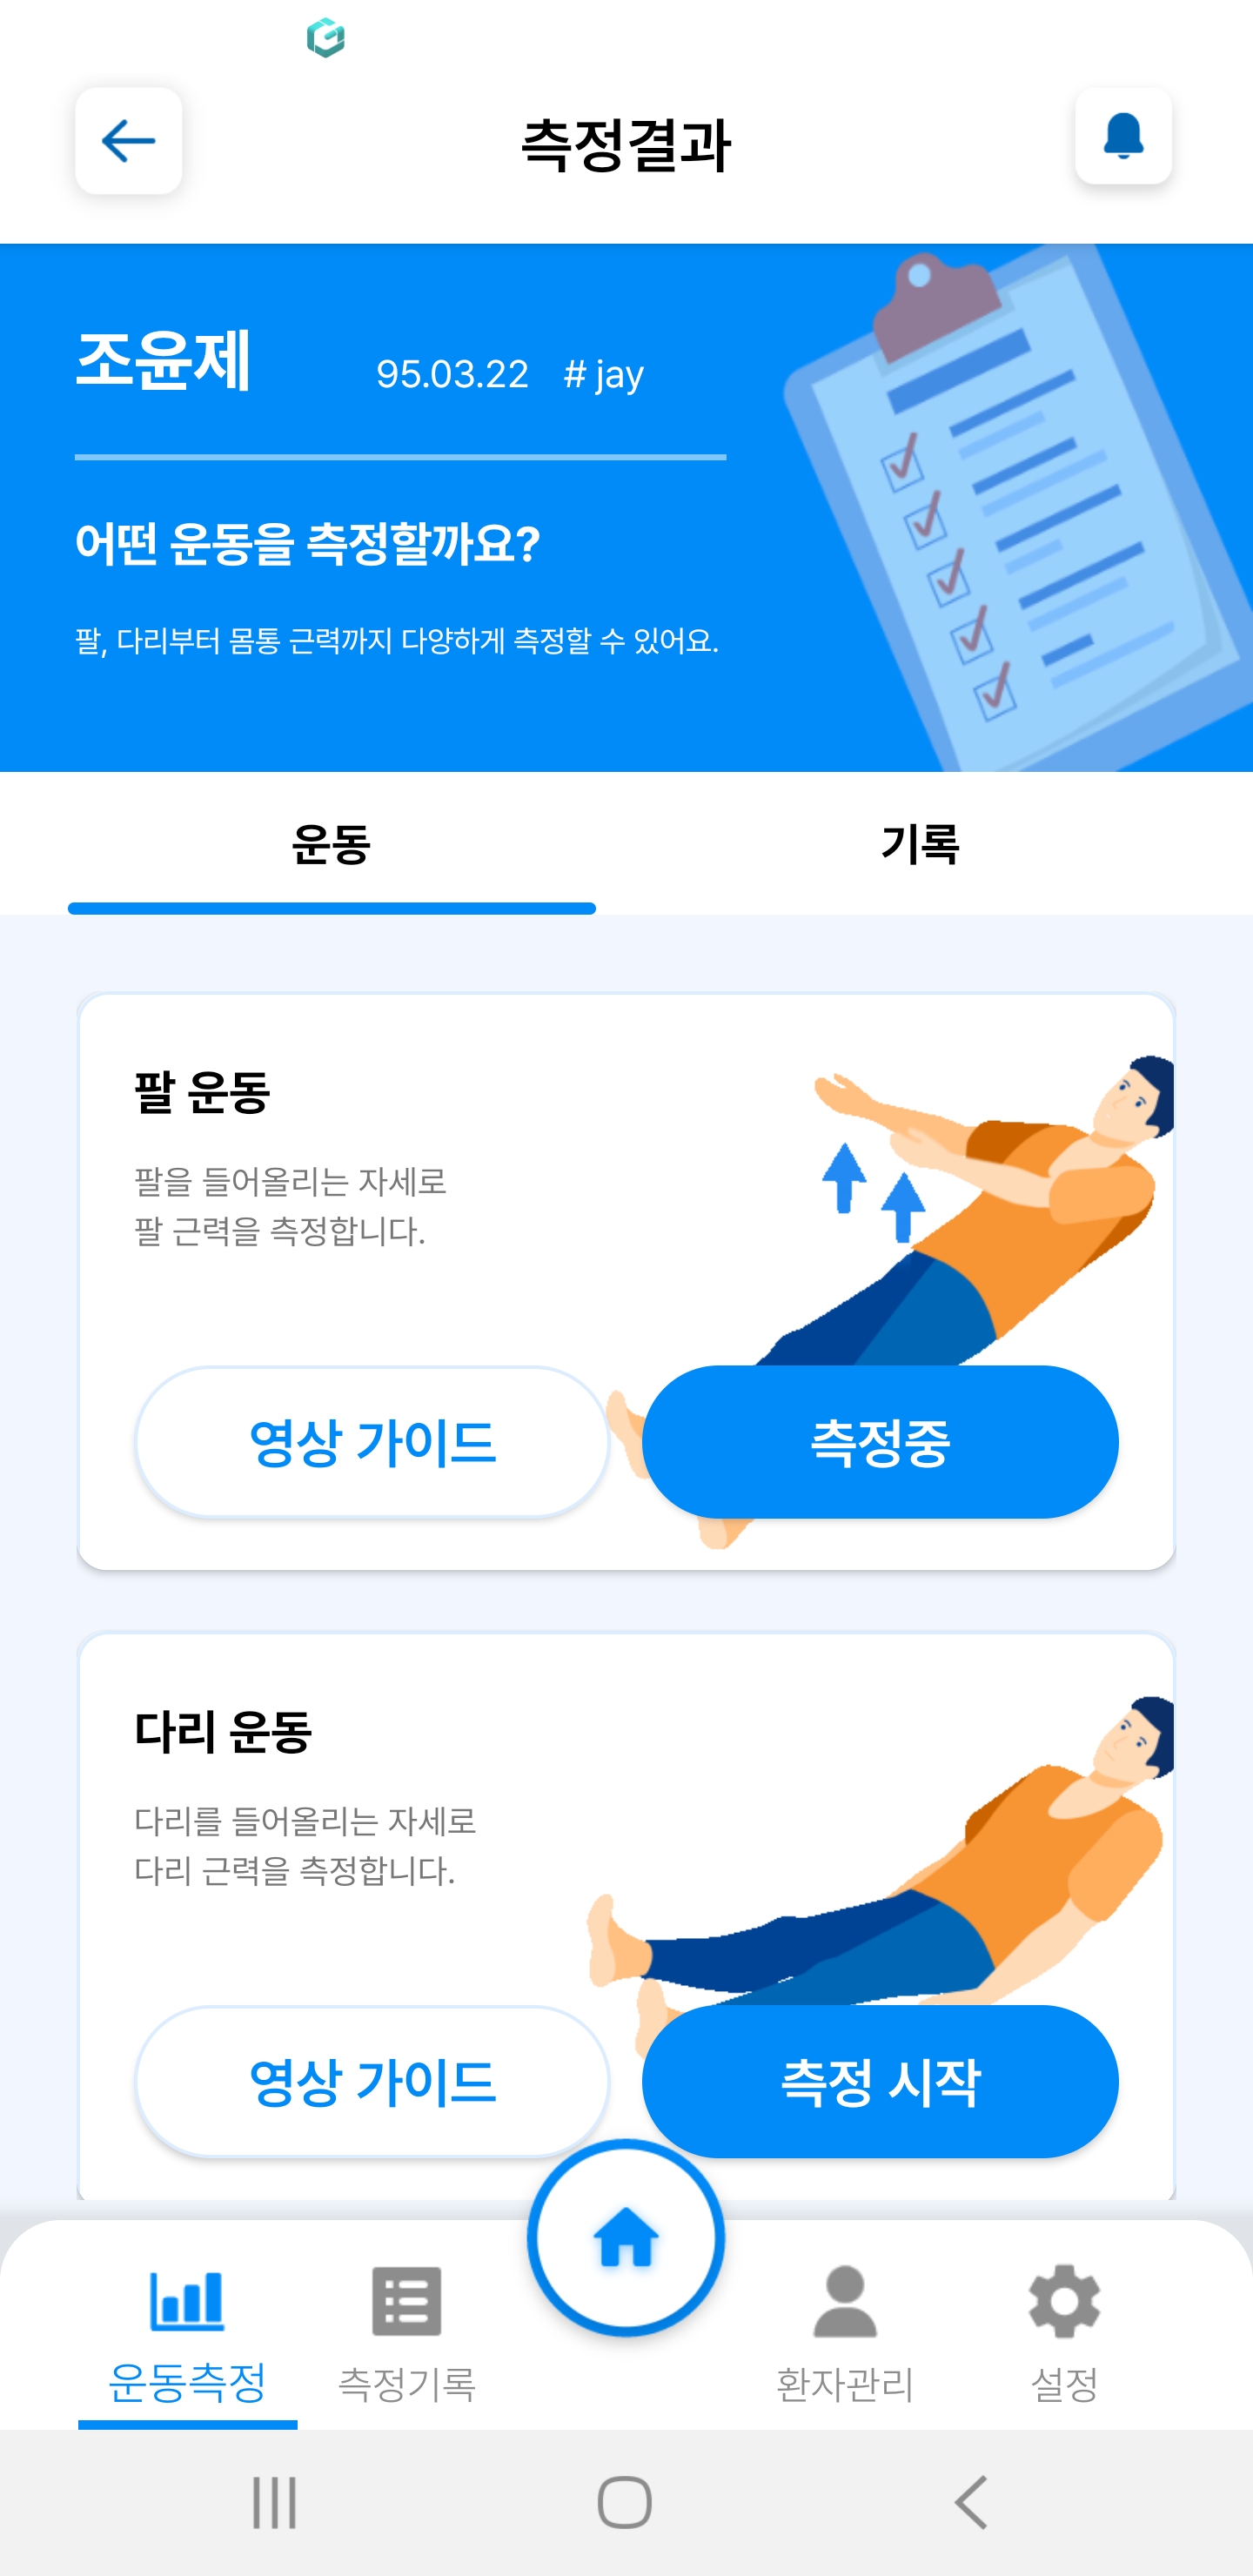 측정결과
조윤제 95.03.22 # jay
어떤 운동을 측정할까요?
팔, 다리부터 몸통 근력까지 다양하게 측정할 수 있어요.
운동 기록
팔 운동
팔을 들어올리는 자세로
팔 근력을 측정합니다.
영상 가이드 측정중
다리 운동
다리를 들어올리는 자세로
다리 근력을 측정합니다.
영상 가이드 측정 시작
운동측정 측정기록 환자관리 설정